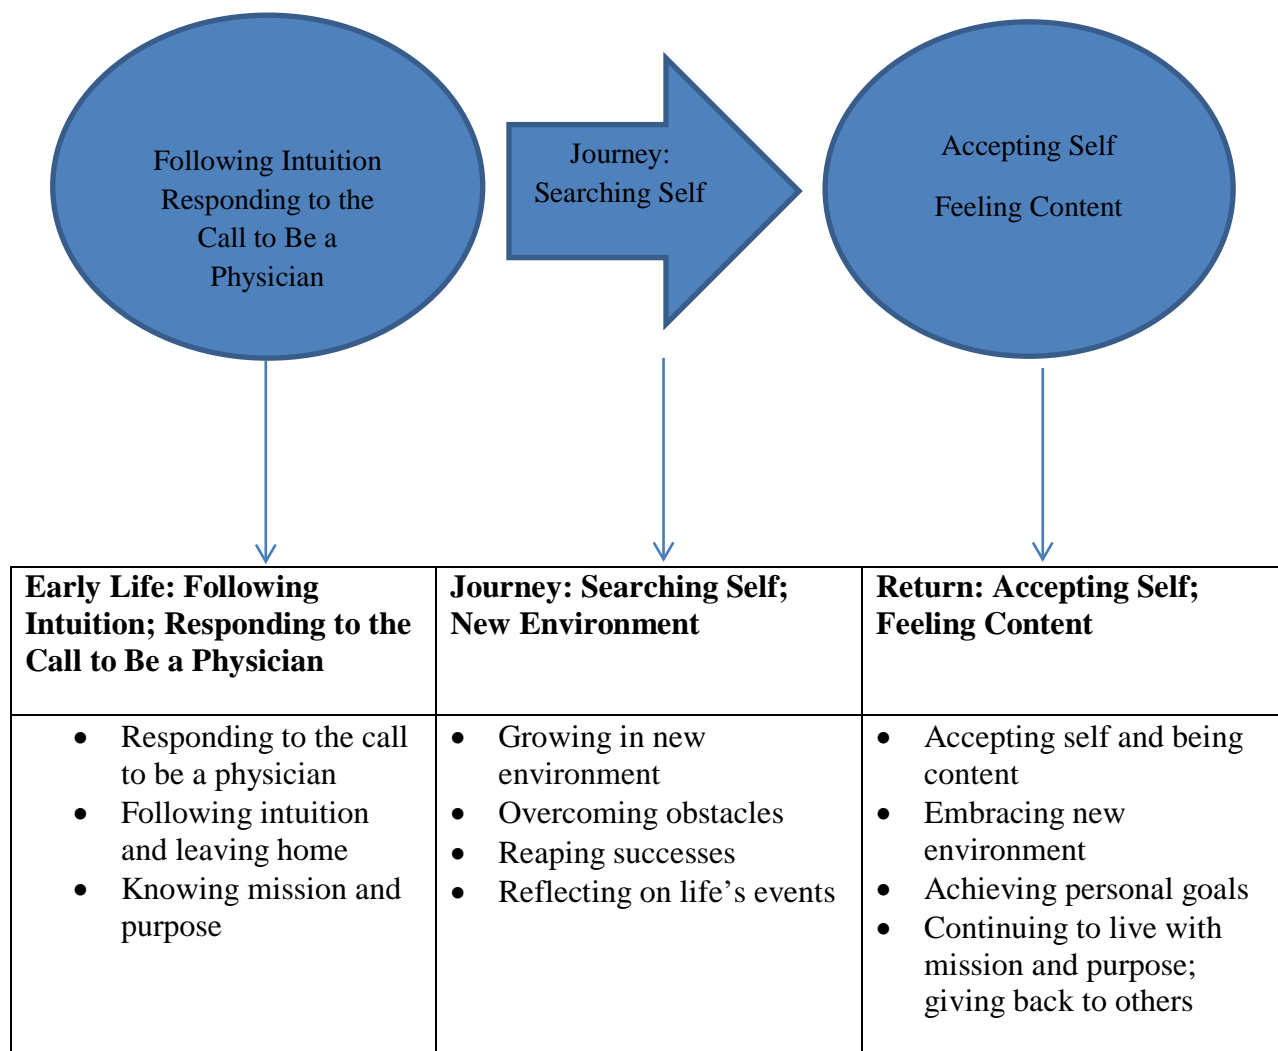 Following Intuition
Responding to the
Call to Be a
Physician
Journey:
Searching Self
Accepting Self
Feeling Content
Early Life: Following
Intuition; Responding to the
Call to Be a Physician
Journey: Searching Self;
New Environment
Return: Accepting Self;
Feeling Content
• Responding to the call
to be a physician
• Following intuition
and leaving home
• Knowing mission and
purpose
• Growing in new
environment
• Overcoming obstacles
• Reaping successes
• Reflecting on life’s events
• Accepting self and being
content
• Embracing new
environment
• Achieving personal goals
• Continuing to live with
mission and purpose;
giving back to others